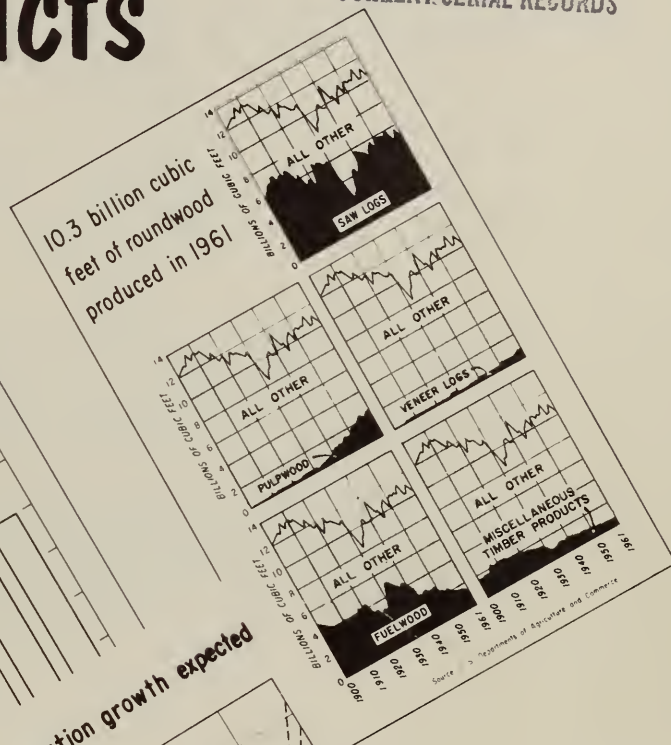 UCTS
SERIAL RECORDS
10.3 billion cubic
feet of roundwood
produced in 1961
BILLIONS OF CUBIC FEET
14
12
10
8
6
4
2
0
ALL OTHER
SAW LOGS
ALL OTHER
VENEER LOGS
BILLIONS OF CUBIC FEET
14
12
10
8
6
4
2
0
ALL OTHER
PULPWOOD
ALL OTHER
MISCELLANEOUS
TIMBER PRODUCTS
1900
1910
1920
1930
1940
1950
1961
BILLIONS OF CUBIC FEET
14
12
10
8
6
4
2
0
ALL OTHER
FUELWOOD
1900
1910
1920
1930
1940
1950
1961
Source Departments of Agriculture and Commerce
tion growth expected